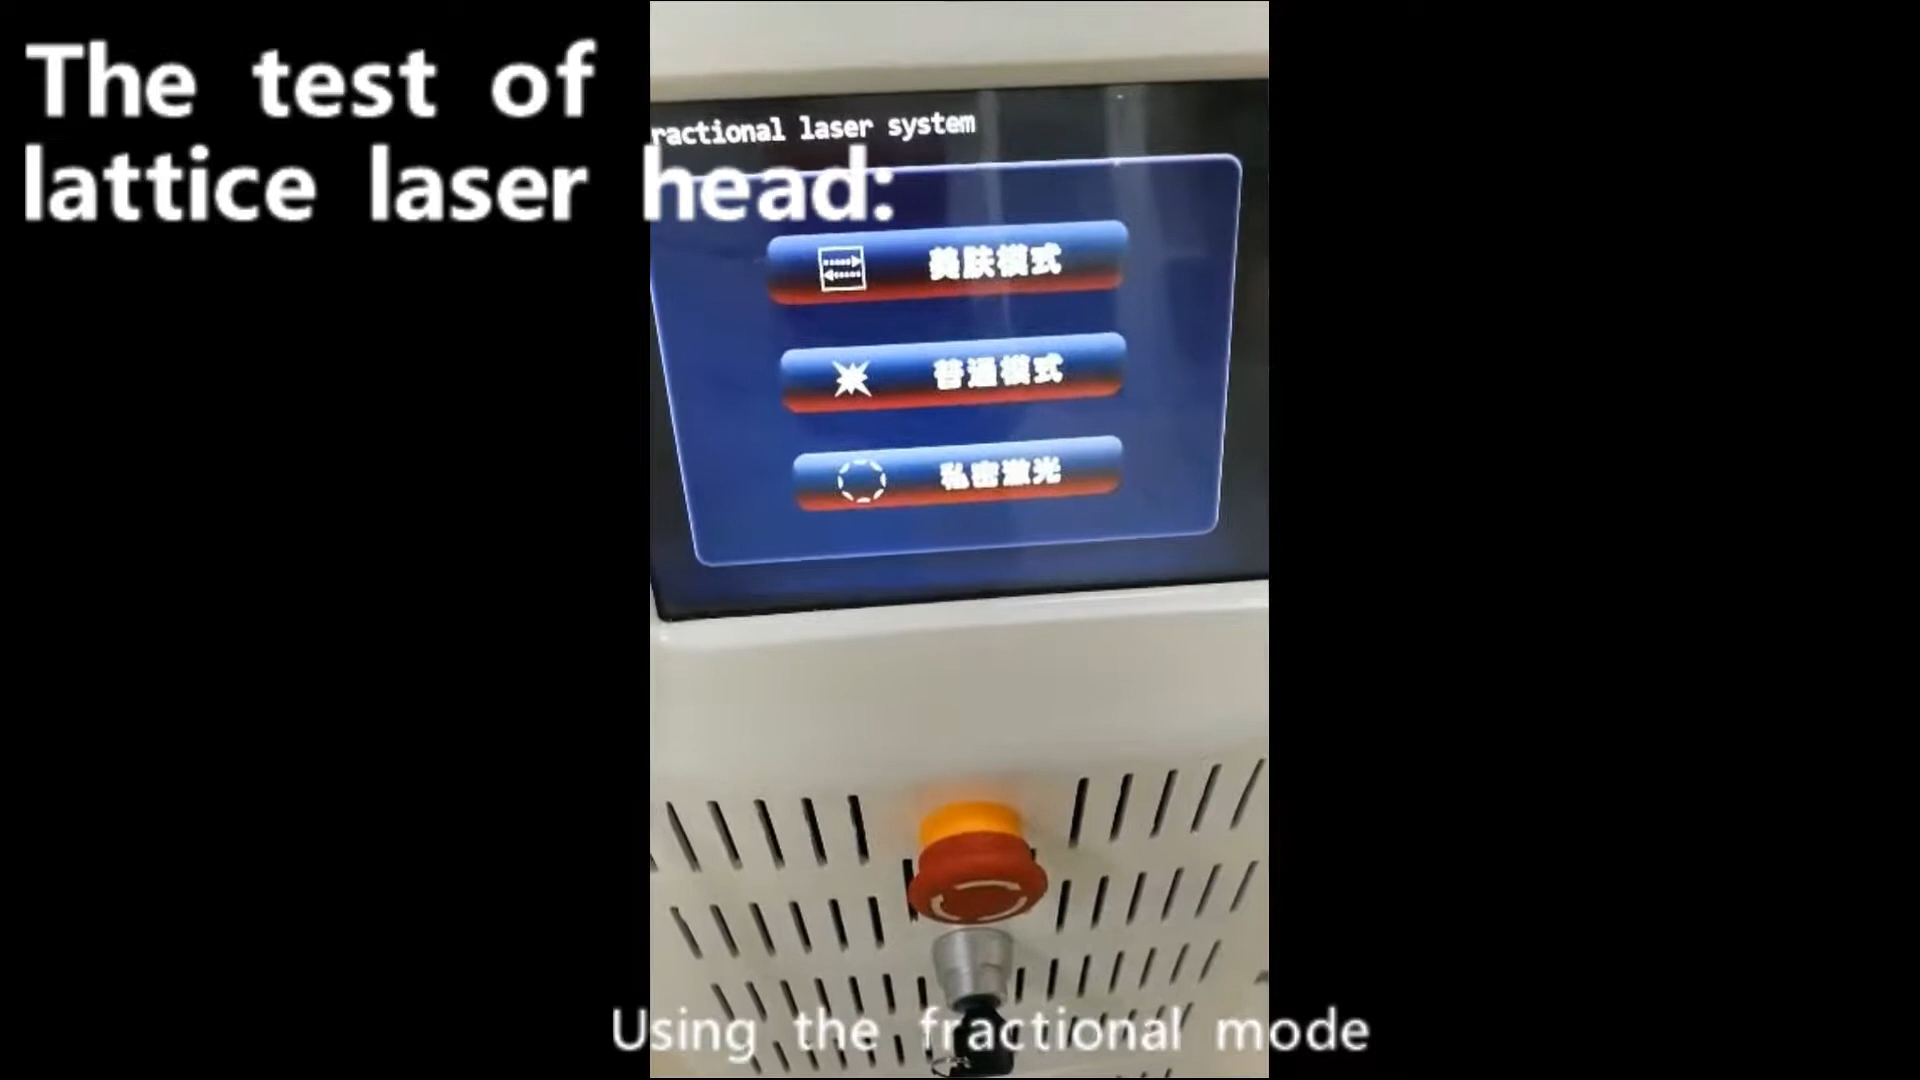 The test of
lattice laser head:
ractional laser system
美肤模式
普通模式
私密激光
Using the fractional mode